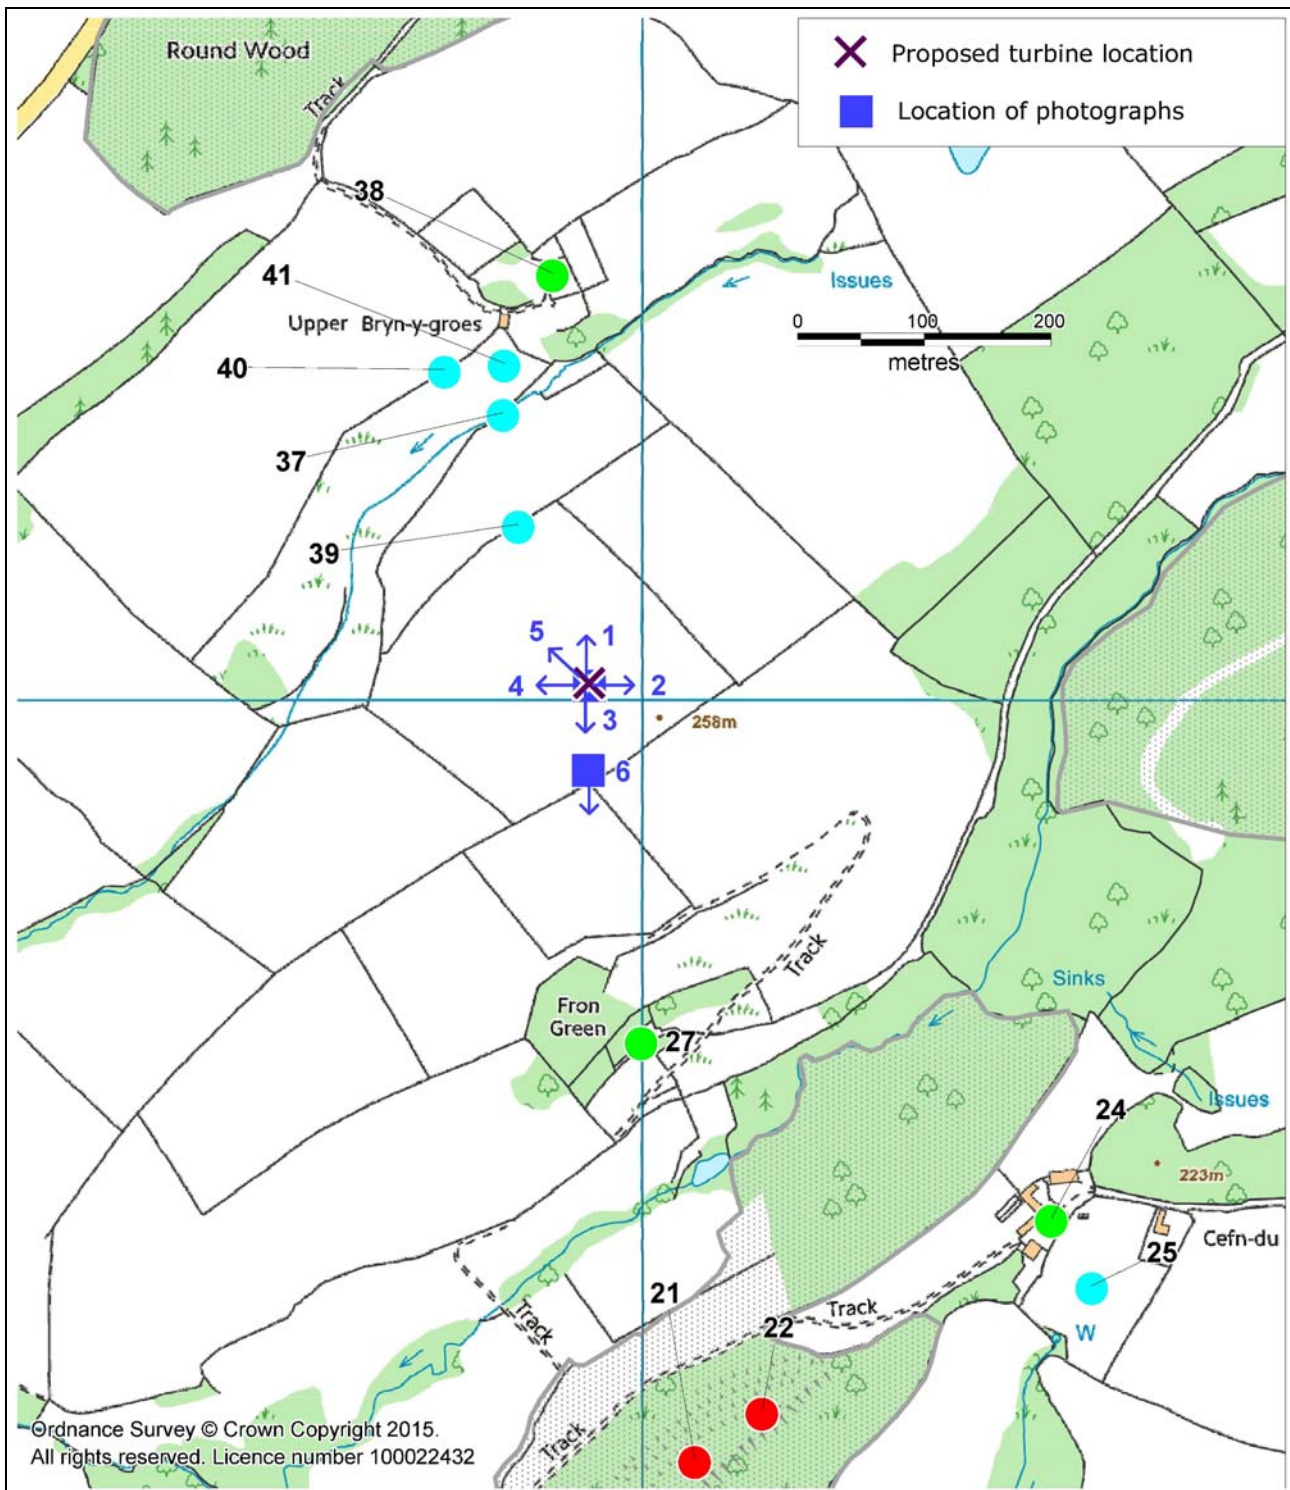 Round Wood
Proposed turbine location
Location of photographs
Track
38
41
Issues
Upper Bryn-y-groes
0 100 200
metres
40
37
39
5 1
4 2
3
258m
6
Track
Sinks
Fron
Green
27
Issues
24
223m
Cefn-du
25
21
Track
22
W
Track
Track
Ordnance Survey © Crown Copyright 2015.
All rights reserved. Licence number 100022432